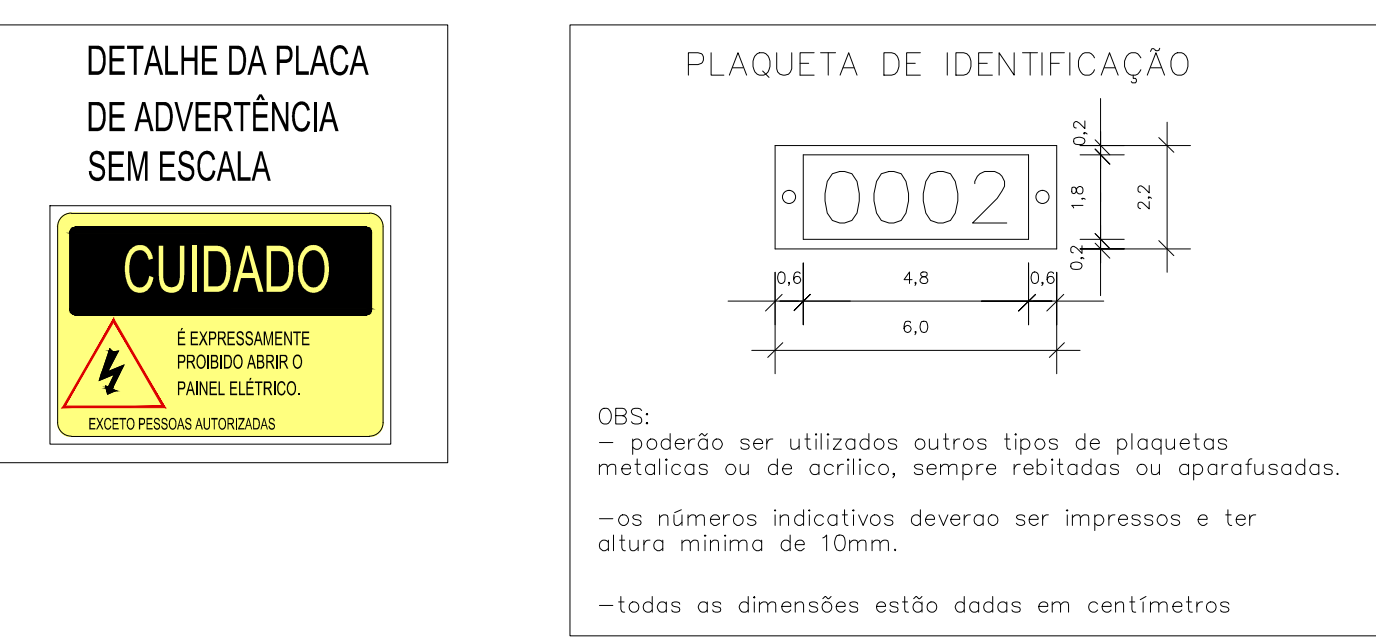 DETALHE DA PLACA
DE ADVERTÊNCIA
SEM ESCALA
CUIDADO
É EXPRESSAMENTE
PROIBIDO ABRIR O
PAINEL ELÉTRICO.
EXCETO PESSOAS AUTORIZADAS
PLAQUETA DE IDENTIFICAÇÃO
0002
0,2
1,8
2,2
0,2
0,6
4,8
0,6
6,0
OBS:
– poderão ser utilizados outros tipos de plaquetas
metalicas ou de acrilico, sempre rebitadas ou aparafusadas.
–os números indicativos deverao ser impressos e ter
altura minima de 10mm.
–todas as dimensões estão dadas em centímetros